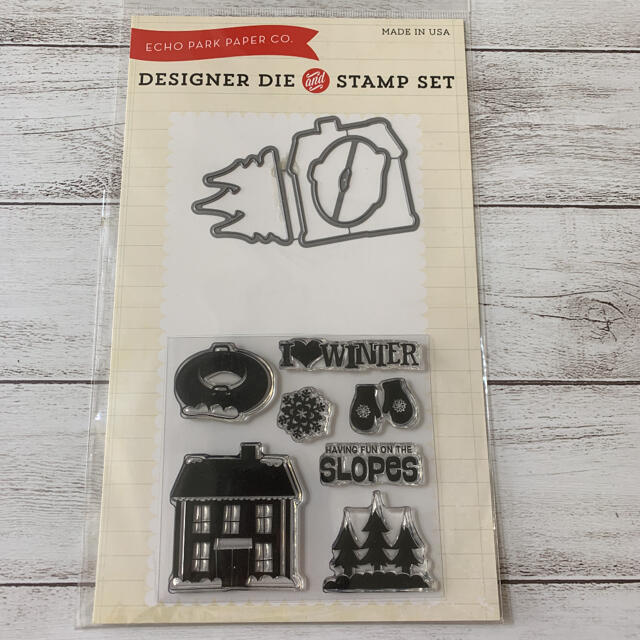 ECHO PARK PAPER CO.
MADE IN USA
DESIGNER DIE and STAMP SET
I♥WINTER
HAVING FUN ON THE
SLOPES